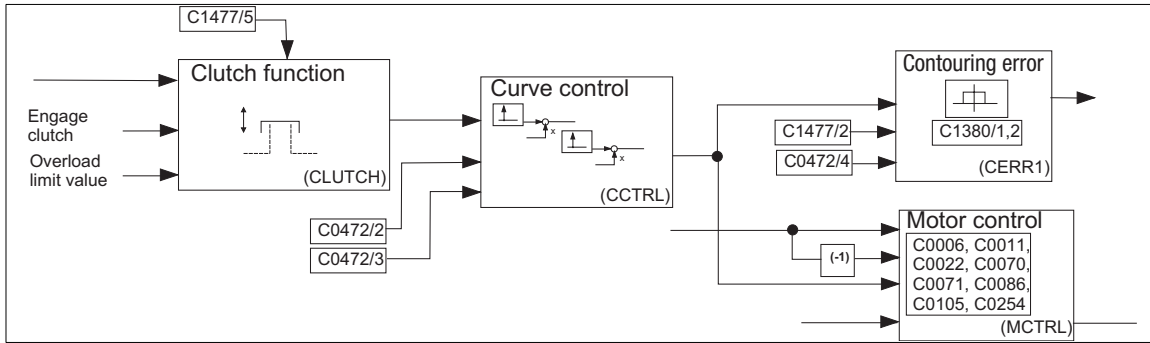 C1477/5
Clutch function
Engage
clutch
Overload
limit value
(CLUTCH)
Curve control
x
x
(CCTRL)
C0472/2
C0472/3
Contouring error
C1380/1,2
(CERR1)
C1477/2
C0472/4
Motor control
C0006, C0011,
C0022, C0070,
C0071, C0086,
C0105, C0254
(MCTRL)
(-1)